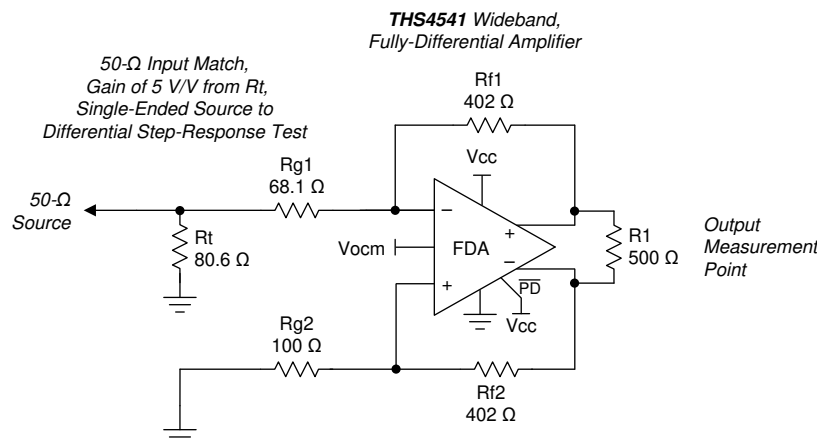 THS4541 Wideband,
Fully-Differential Amplifier
50-Ω Input Match,
Gain of 5 V/V from Rt,
Single-Ended Source to
Differential Step-Response Test
Rf1
402 Ω
Vcc
Rg1
68.1 Ω
50-Ω
Source
Rt
80.6 Ω
Vocm
−
+
FDA
+
−
R1
500 Ω
Output
Measurement
Point
PD
Vcc
Rg2
100 Ω
Rf2
402 Ω